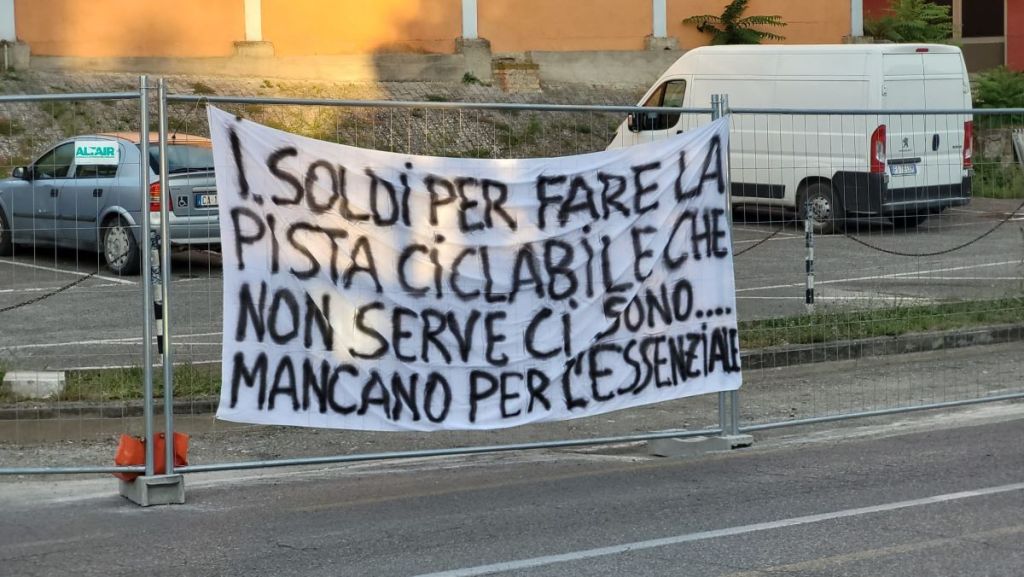 I SOLDI PER FARE LA
PISTA CICLABILE CHE
NON SERVE CI SONO....
MANCANO PER L'ESSENZIALE
ALTAIR